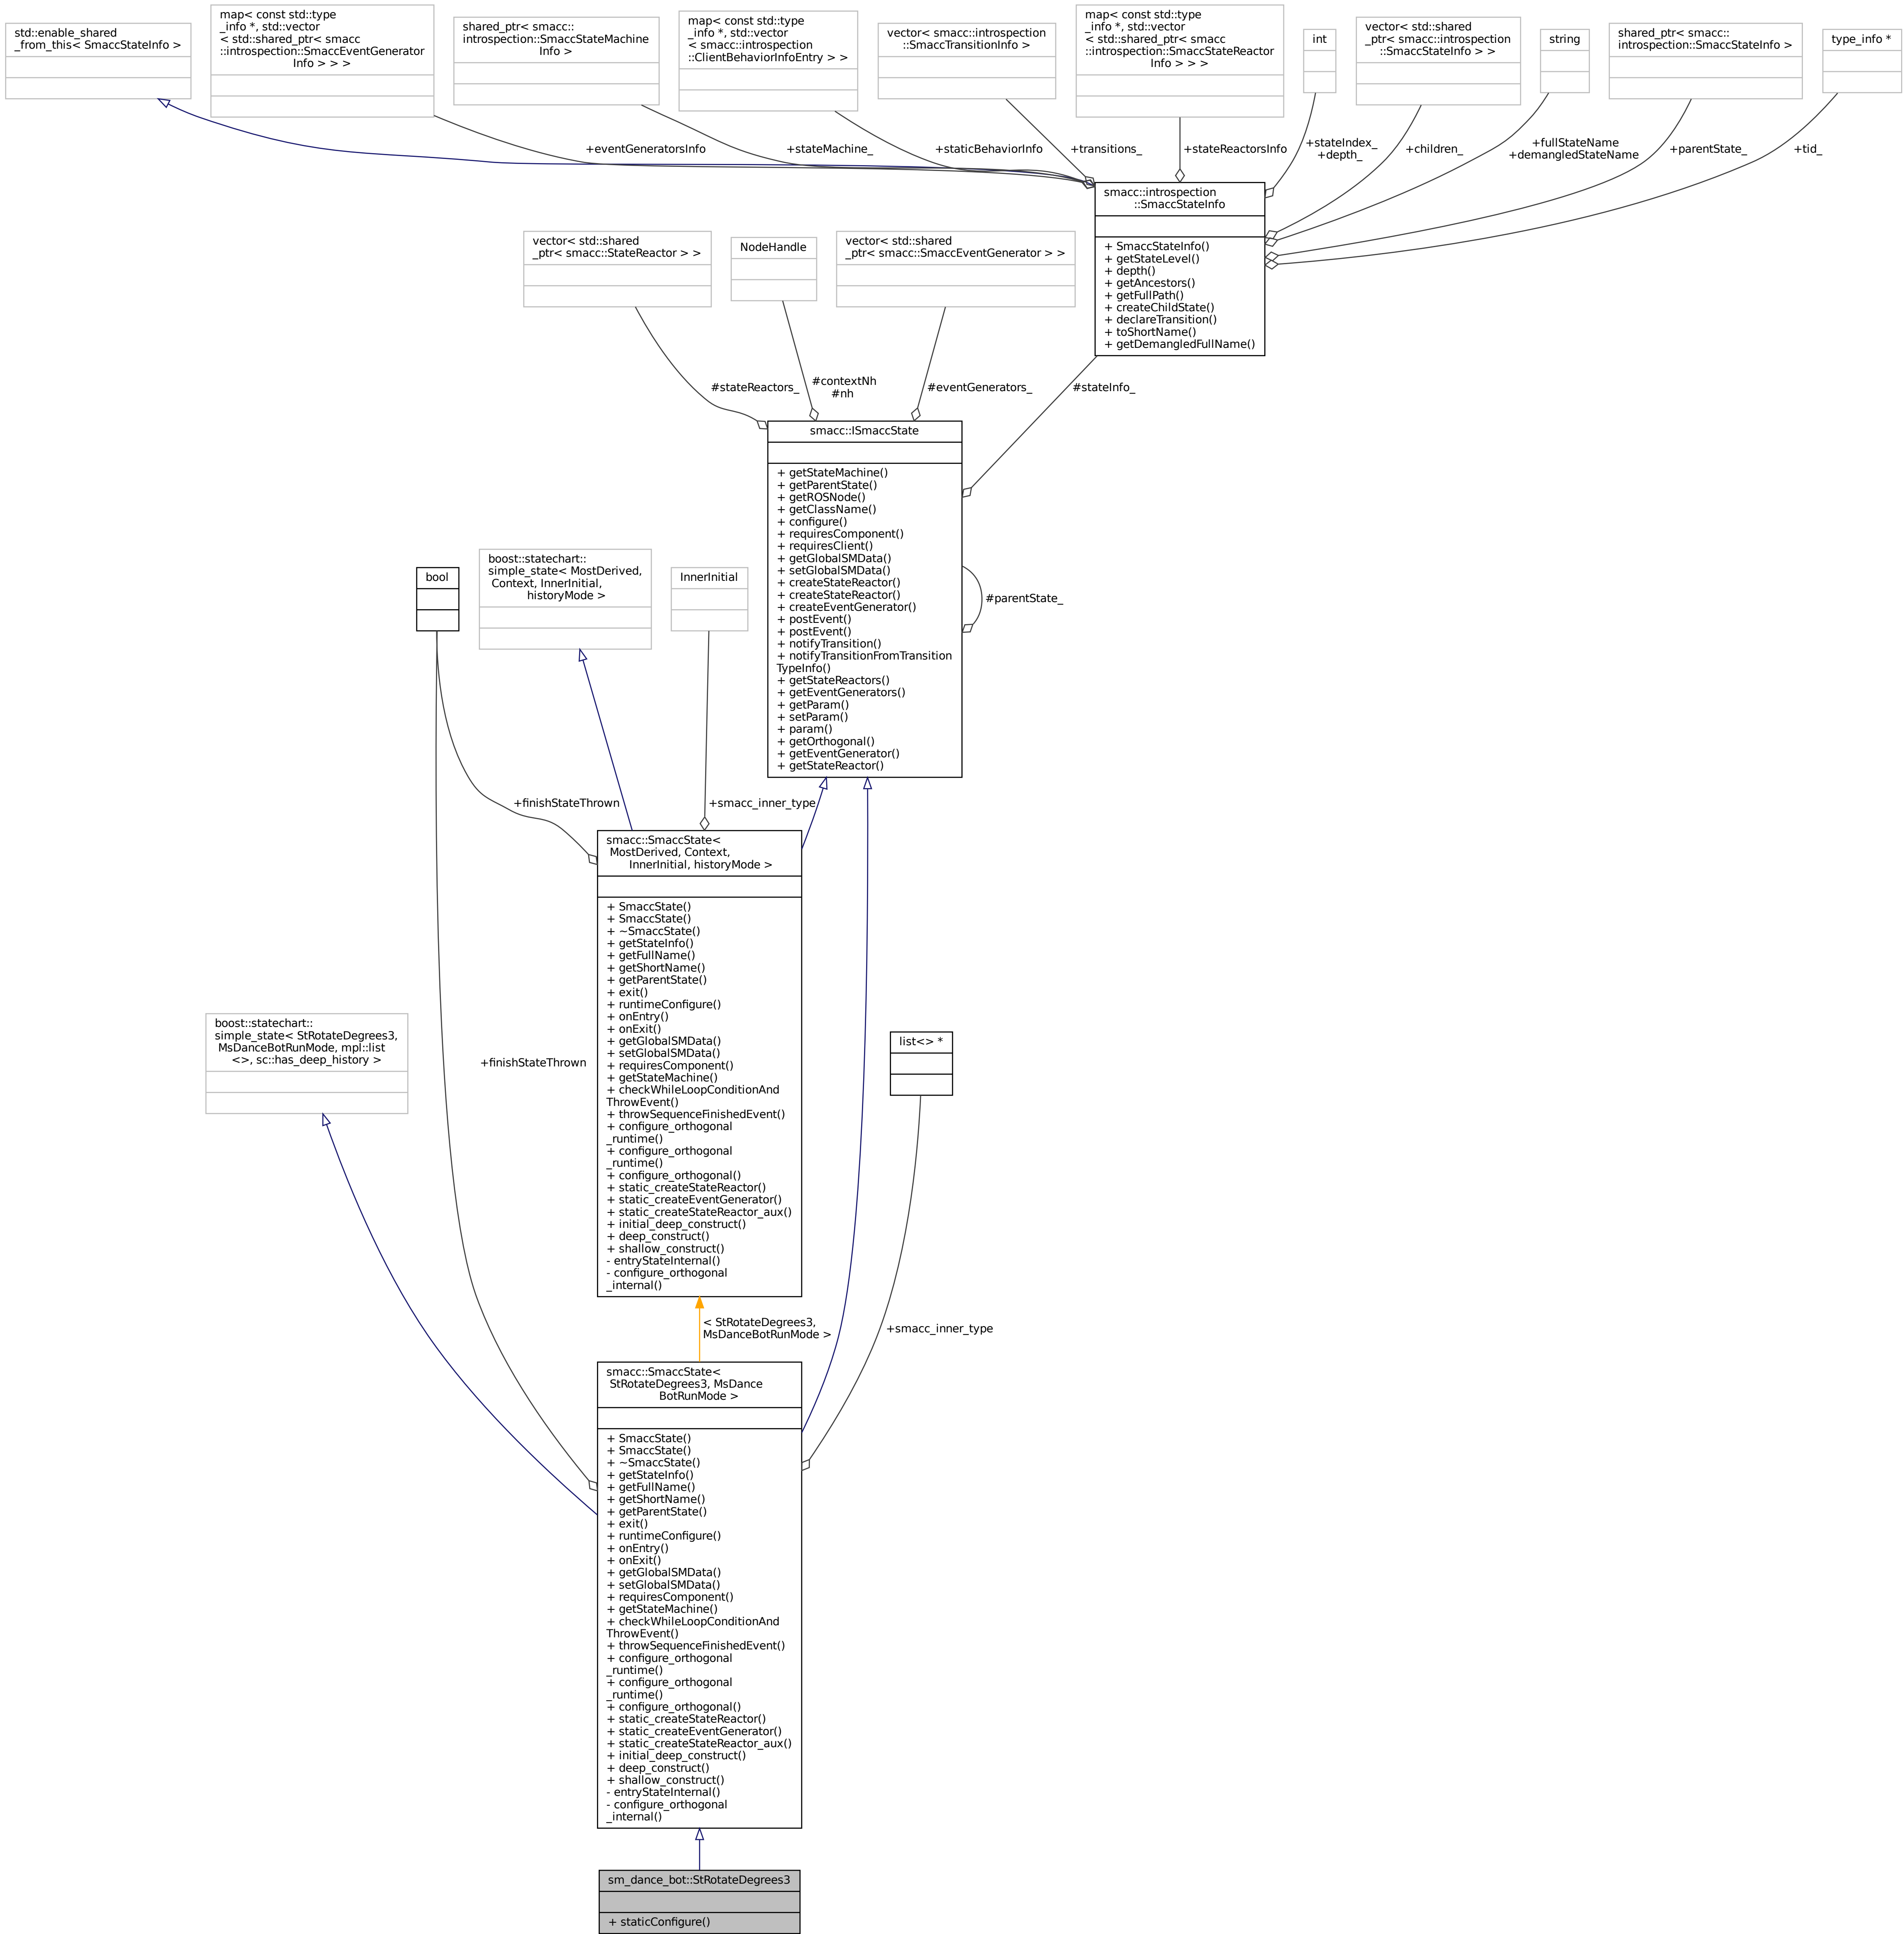 std::enable_shared
_from_this< SmaccStateInfo >
map< const std::type
_info *, std::vector
< std::shared_ptr< smacc
::introspection::SmaccEventGenerator
Info > > >
shared_ptr< smacc::
introspection::SmaccStateMachine
Info >
map< const std::type
_info *, std::vector
< smacc::introspection
::ClientBehaviorInfoEntry > >
vector< smacc::introspection
::SmaccTransitionInfo >
map< const std::type
_info *, std::vector
< std::shared_ptr< smacc
::introspection::SmaccStateReactor
Info > > >
int
vector< std::shared
_ptr< smacc::introspection
::SmaccStateInfo > >
string
shared_ptr< smacc::
introspection::SmaccStateInfo >
type_info *
+eventGeneratorsInfo
+stateMachine_
+staticBehaviorInfo
+transitions_
+stateReactorsInfo
+stateIndex_
+depth_
+children_
+fullStateName
+demangledStateName
+parentState_
+tid_
smacc::introspection
::SmaccStateInfo
+ SmaccStateInfo()
+ getStateLevel()
+ depth()
+ getAncestors()
+ getFullPath()
+ createChildState()
+ declareTransition()
+ toShortName()
+ getDemangledFullName()
vector< std::shared
_ptr< smacc::StateReactor > >
NodeHandle
vector< std::shared
_ptr< smacc::SmaccEventGenerator > >
#stateReactors_
#contextNh
#nh
#eventGenerators_
#stateInfo_
smacc::ISmaccState
+ getStateMachine()
+ getParentState()
+ getROSNode()
+ getClassName()
+ configure()
+ requiresComponent()
+ requiresClient()
+ getGlobalSMData()
+ setGlobalSMData()
+ createStateReactor()
+ createStateReactor()
+ createEventGenerator()
+ postEvent()
+ postEvent()
+ notifyTransition()
+ notifyTransitionFromTransition
TypeInfo()
+ getStateReactors()
+ getEventGenerators()
+ getParam()
+ setParam()
+ param()
+ getOrthogonal()
+ getEventGenerator()
+ getStateReactor()
#parentState_
bool
boost::statechart::
simple_state< MostDerived,
Context, InnerInitial,
historyMode >
InnerInitial
+finishStateThrown
+smacc_inner_type
smacc::SmaccState<
MostDerived, Context,
InnerInitial, historyMode >
+ SmaccState()
+ SmaccState()
+ ~SmaccState()
+ getStateInfo()
+ getFullName()
+ getShortName()
+ getParentState()
+ exit()
+ runtimeConfigure()
+ onEntry()
+ onExit()
+ getGlobalSMData()
+ setGlobalSMData()
+ requiresComponent()
+ getStateMachine()
+ checkWhileLoopConditionAnd
ThrowEvent()
+ throwSequenceFinishedEvent()
+ configure_orthogonal
_runtime()
+ configure_orthogonal
_runtime()
+ configure_orthogonal()
+ static_createStateReactor()
+ static_createEventGenerator()
+ static_createStateReactor_aux()
+ initial_deep_construct()
+ deep_construct()
+ shallow_construct()
- entryStateInternal()
- configure_orthogonal
_internal()
boost::statechart::
simple_state< StRotateDegrees3,
MsDanceBotRunMode, mpl::list
<>, sc::has_deep_history >
+finishStateThrown
list<> *
< StRotateDegrees3,
MsDanceBotRunMode >
+smacc_inner_type
smacc::SmaccState<
StRotateDegrees3, MsDance
BotRunMode >
+ SmaccState()
+ SmaccState()
+ ~SmaccState()
+ getStateInfo()
+ getFullName()
+ getShortName()
+ getParentState()
+ exit()
+ runtimeConfigure()
+ onEntry()
+ onExit()
+ getGlobalSMData()
+ setGlobalSMData()
+ requiresComponent()
+ getStateMachine()
+ checkWhileLoopConditionAnd
ThrowEvent()
+ throwSequenceFinishedEvent()
+ configure_orthogonal
_runtime()
+ configure_orthogonal
_runtime()
+ configure_orthogonal()
+ static_createStateReactor()
+ static_createEventGenerator()
+ static_createStateReactor_aux()
+ initial_deep_construct()
+ deep_construct()
+ shallow_construct()
- entryStateInternal()
- configure_orthogonal
_internal()
sm_dance_bot::StRotateDegrees3
+ staticConfigure()